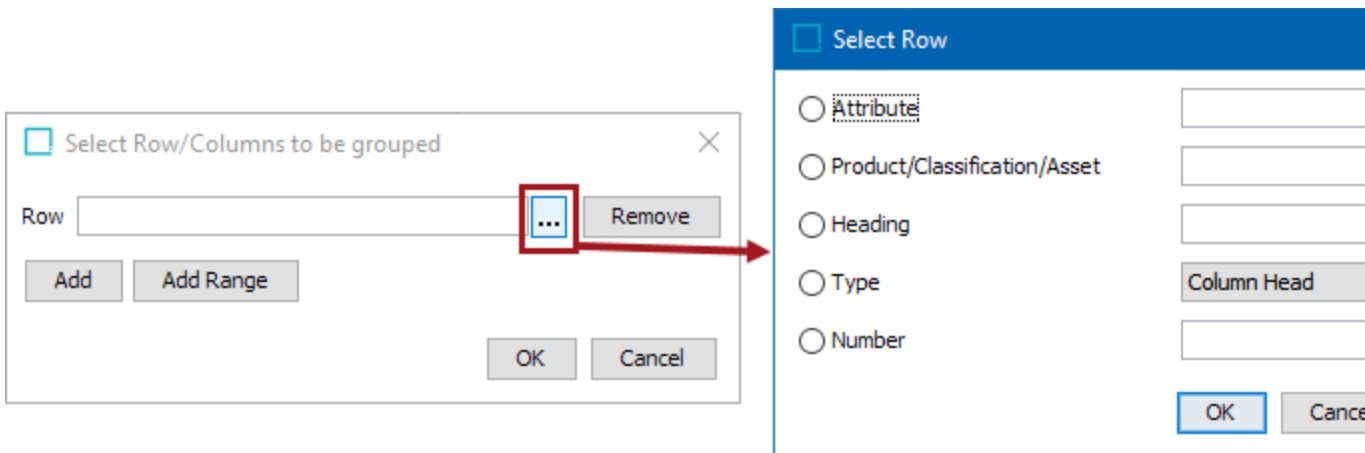 Select Row/Columns to be grouped
Row
...
Remove
Add
Add Range
OK
Cancel
Select Row
Attribute
Product/Classification/Asset
Heading
Type
Column Head
Number
OK
Cance